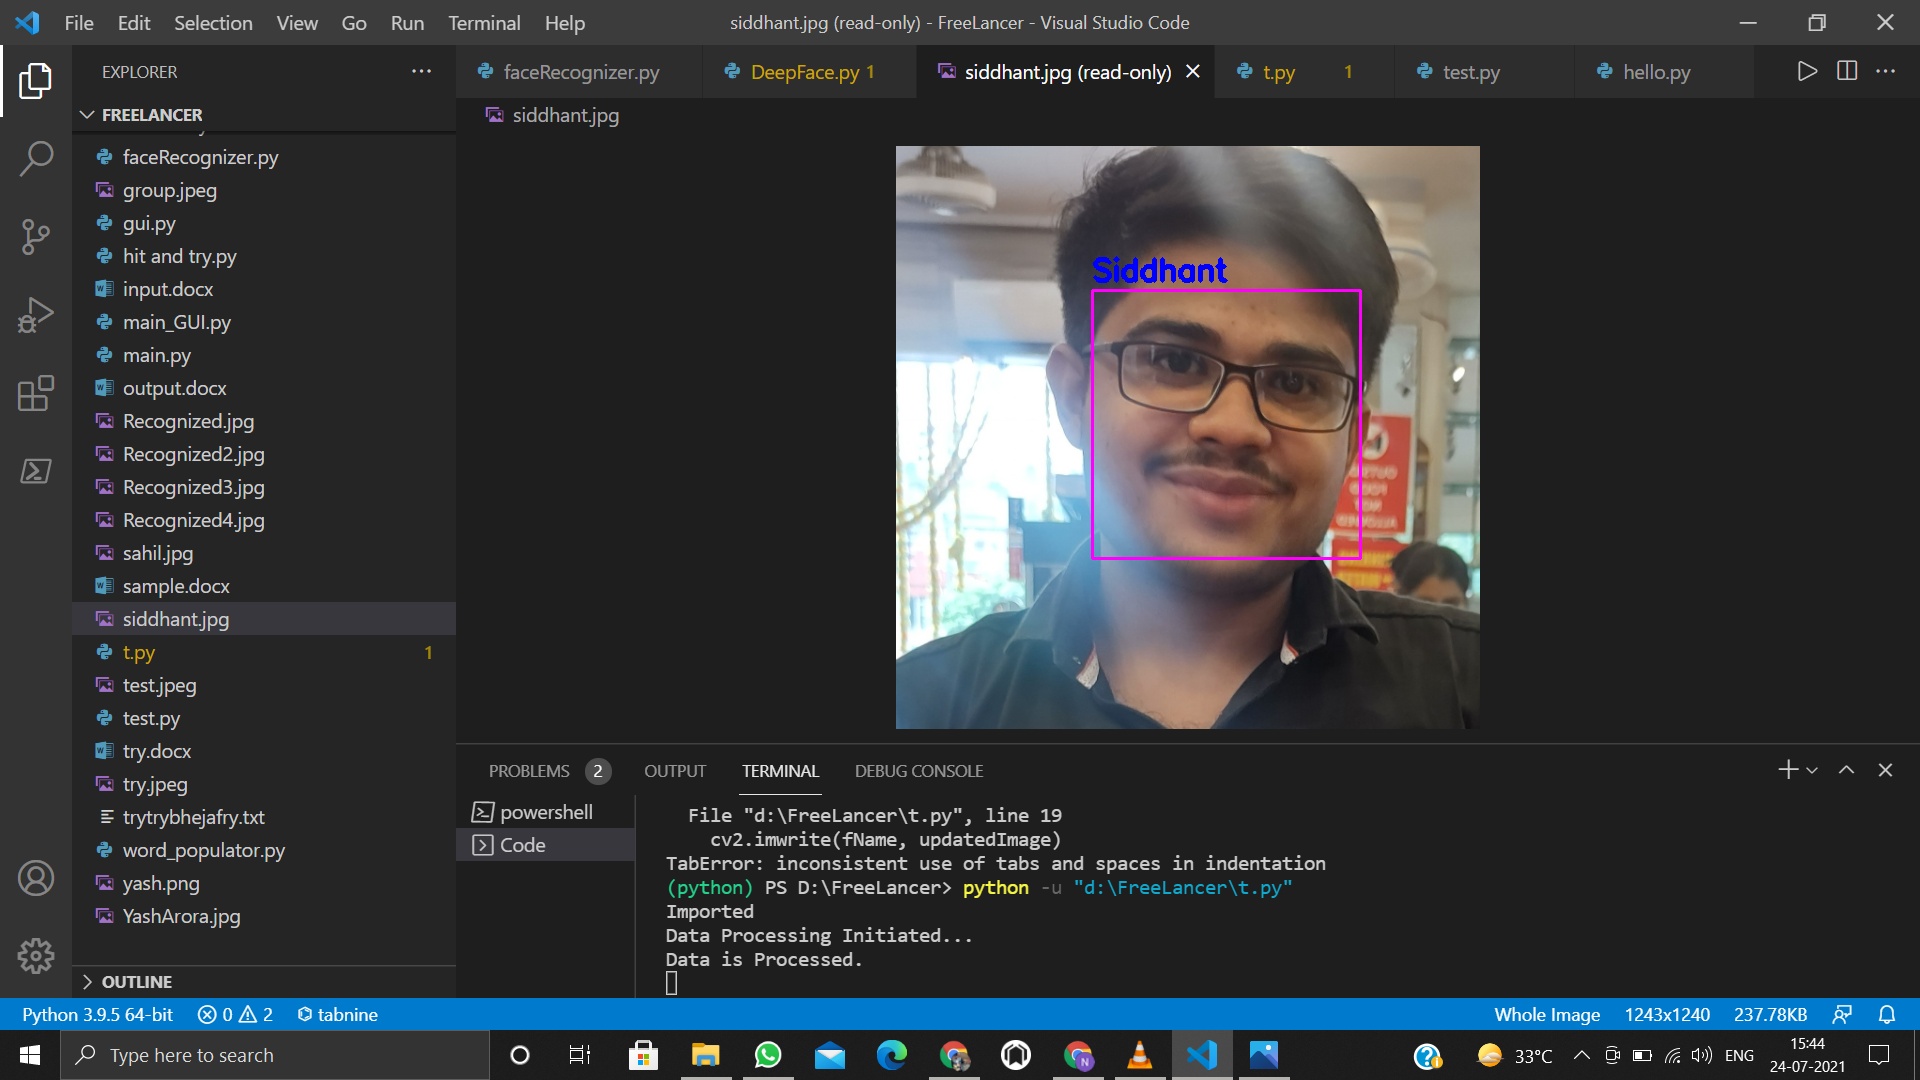 File Edit Selection View Go Run Terminal Help
siddhant.jpg (read-only) - FreeLancer - Visual Studio Code
EXPLORER
FREELANCER
faceRecognizer.py
group.jpeg
gui.py
hit and try.py
input.docx
main_GUI.py
main.py
output.docx
Recognized.jpg
Recognized2.jpg
Recognized3.jpg
Recognized4.jpg
sahil.jpg
sample.docx
siddhant.jpg
t.py 1
test.jpeg
test.py
try.docx
try.jpeg
trytrybhejafry.txt
word_populator.py
yash.png
YashArora.jpg
OUTLINE
faceRecognizer.py DeepFace.py 1 siddhant.jpg (read-only) t.py 1 test.py hello.py
siddhant.jpg
Siddhant
PROBLEMS 2 OUTPUT TERMINAL DEBUG CONSOLE
powershell
Code
File "d:\FreeLancer\t.py", line 19
cv2.imwrite(fName, updatedImage)
TabError: inconsistent use of tabs and spaces in indentation
(python) PS D:\FreeLancer> python -u "d:\FreeLancer\t.py"
Imported
Data Processing Initiated...
Data is Processed.
Python 3.9.5 64-bit 0 2 tabnine
Whole Image 1243x1240 237.78KB
Type here to search
33°C ENG
15:44
24-07-2021